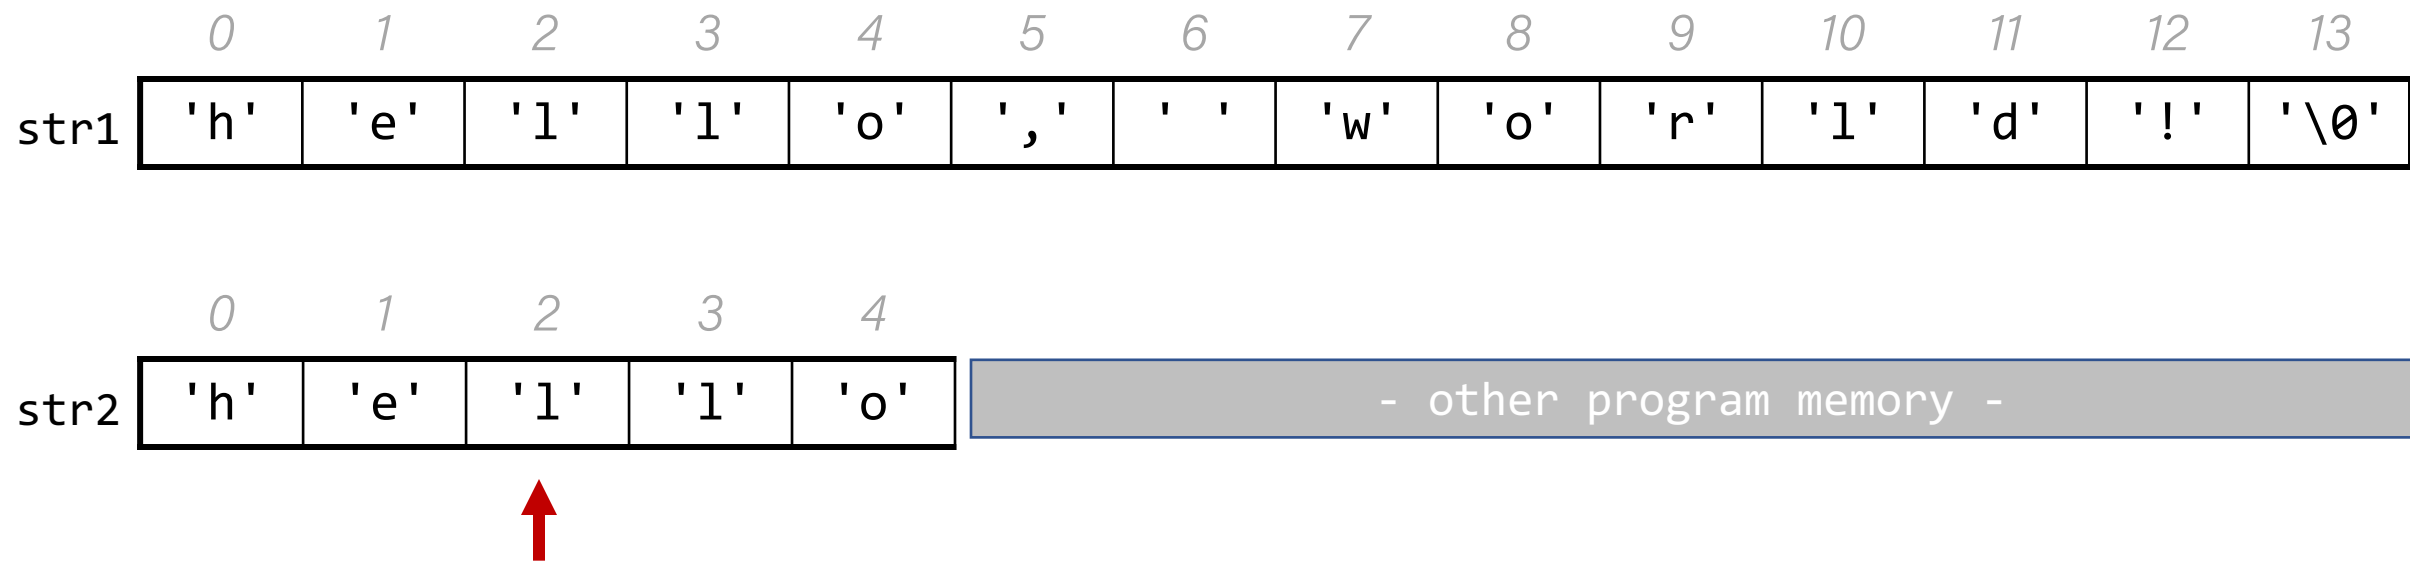 0 1 2 3 4 5 6 7 8 9 10 11 12 13
str1 'h' 'e' 'l' 'l' 'o' ',' ' ' 'w' 'o' 'r' 'l' 'd' '!' '\0'
0 1 2 3 4
str2 'h' 'e' 'l' 'l' 'o' - other program memory -